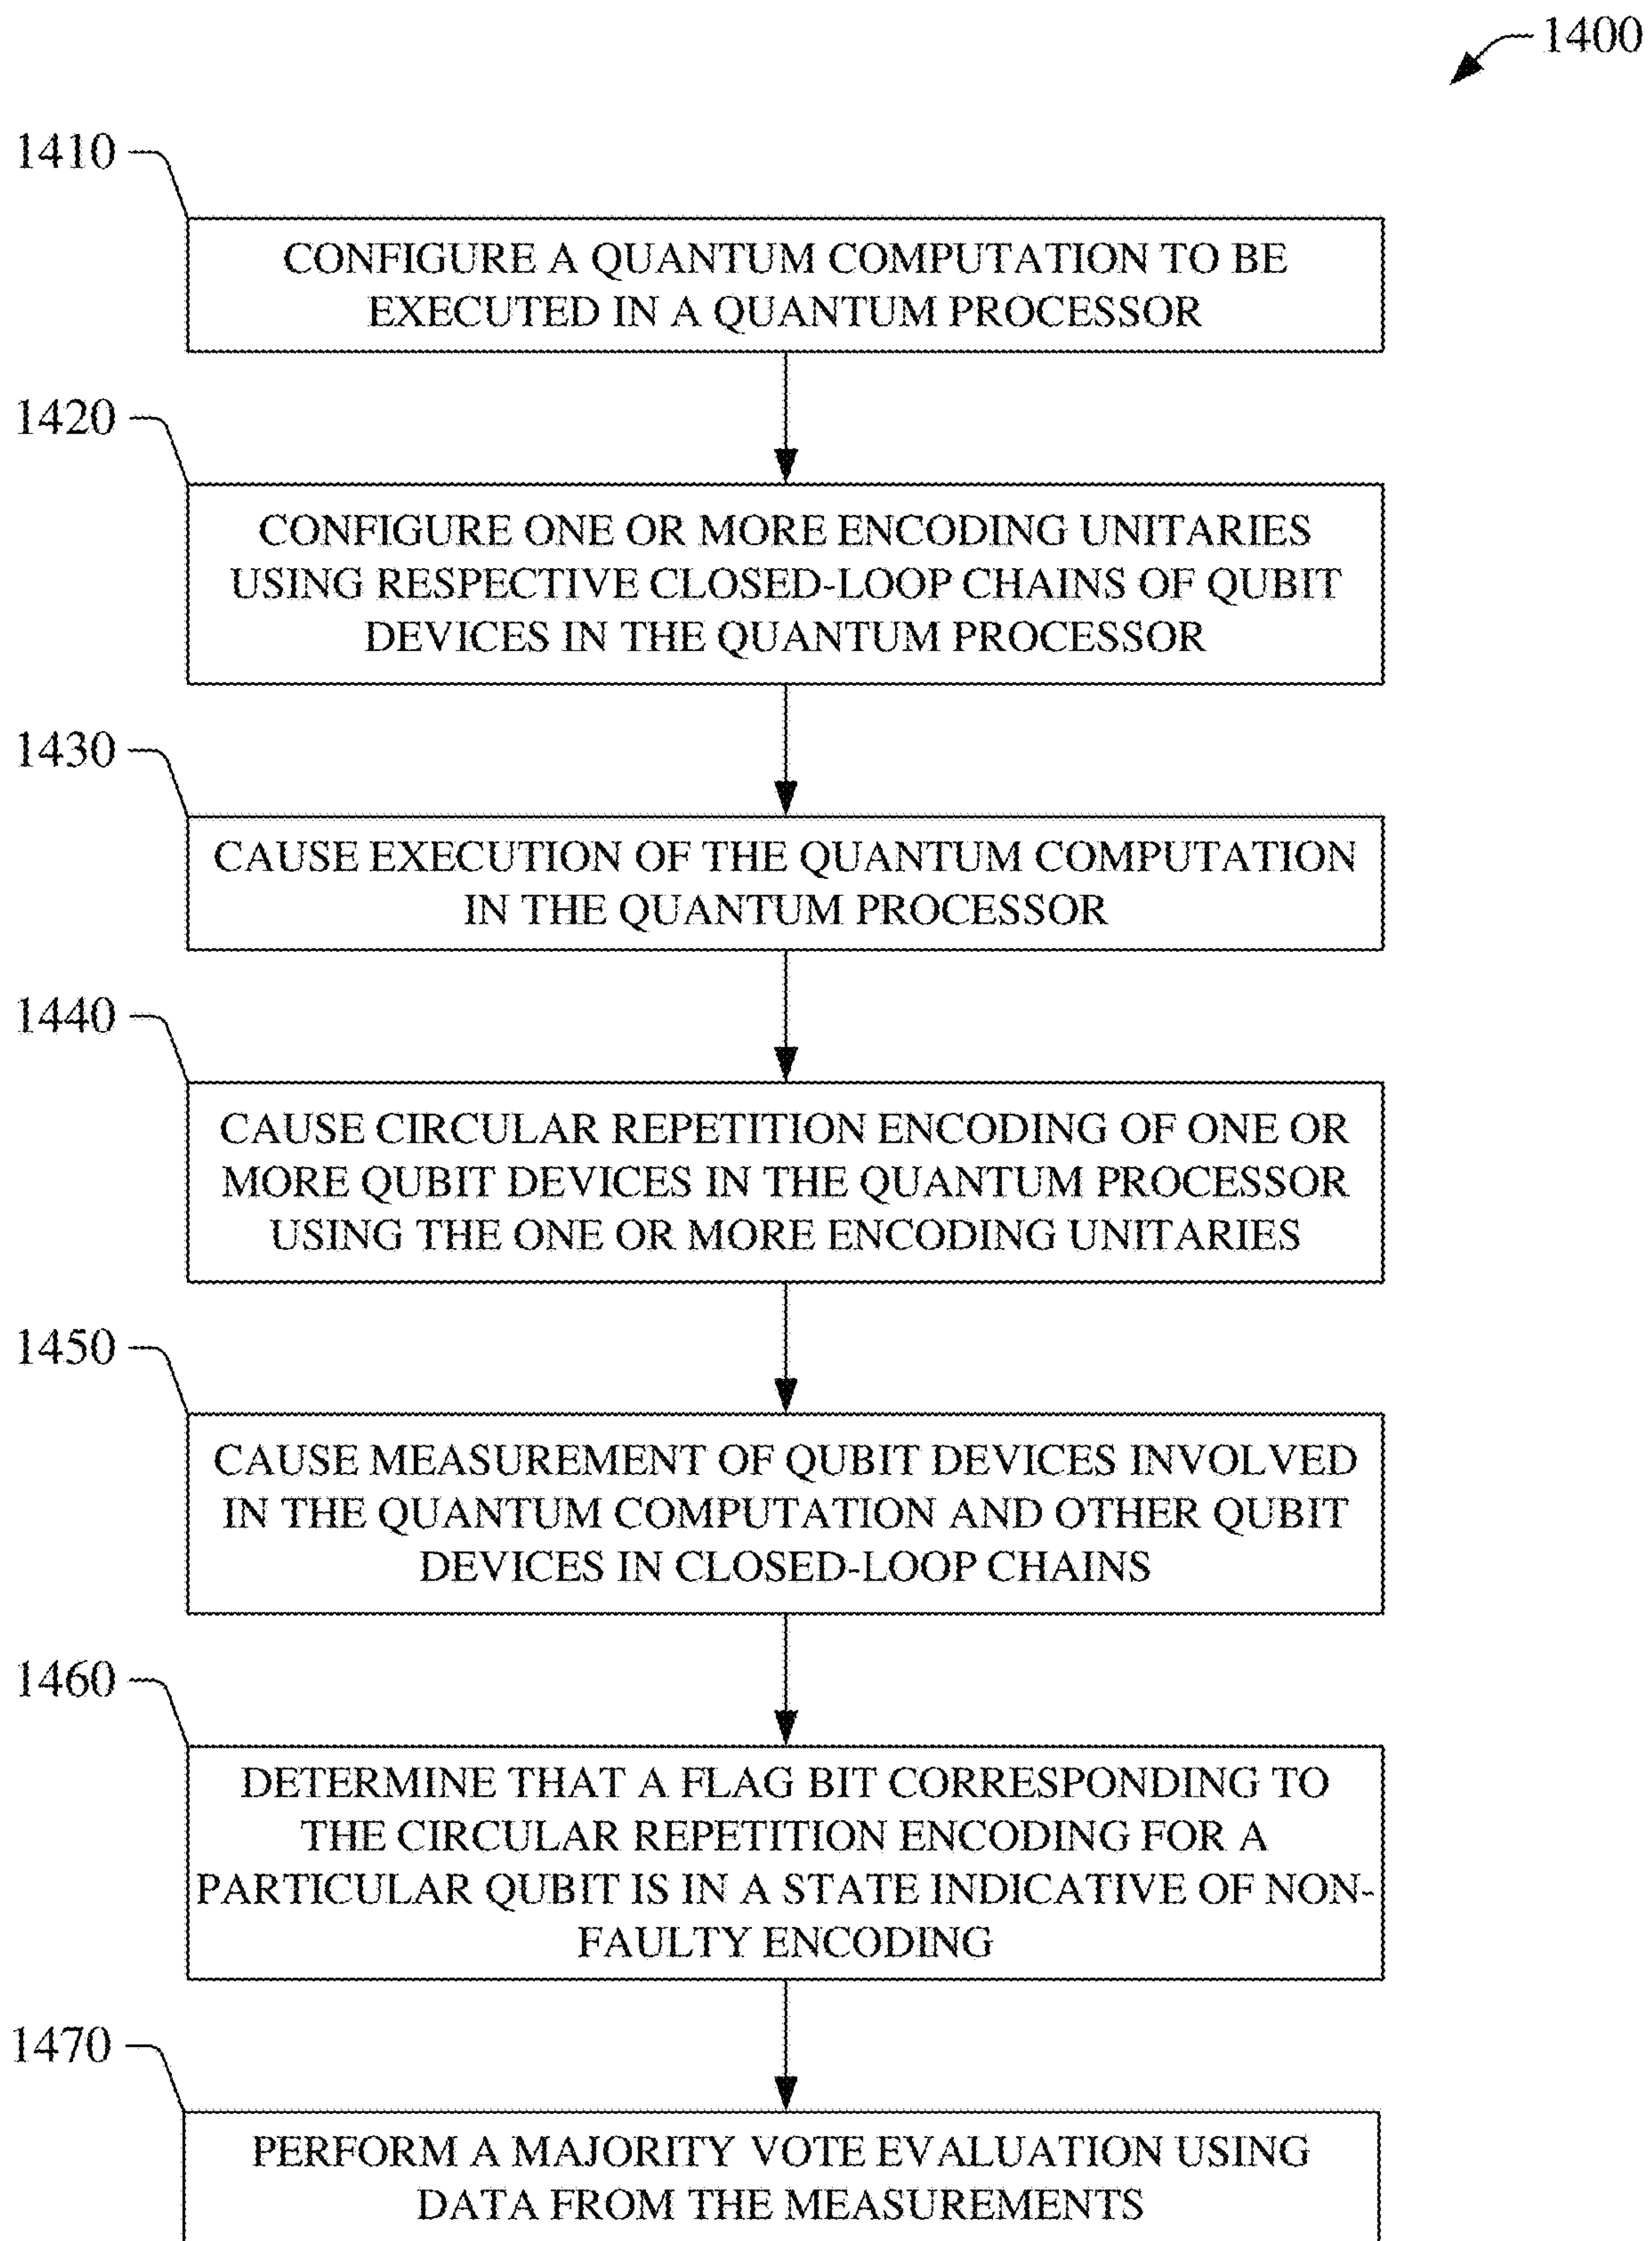 1400
1410
CONFIGURE A QUANTUM COMPUTATION TO BE
EXECUTED IN A QUANTUM PROCESSOR
1420
CONFIGURE ONE OR MORE ENCODING UNITARIES
USING RESPECTIVE CLOSED-LOOP CHAINS OF QUBIT
DEVICES IN THE QUANTUM PROCESSOR
1430
CAUSE EXECUTION OF THE QUANTUM COMPUTATION
IN THE QUANTUM PROCESSOR
1440
CAUSE CIRCULAR REPETITION ENCODING OF ONE OR
MORE QUBIT DEVICES IN THE QUANTUM PROCESSOR
USING THE ONE OR MORE ENCODING UNITARIES
1450
CAUSE MEASUREMENT OF QUBIT DEVICES INVOLVED
IN THE QUANTUM COMPUTATION AND OTHER QUBIT
DEVICES IN CLOSED-LOOP CHAINS
1460
DETERMINE THAT A FLAG BIT CORRESPONDING TO
THE CIRCULAR REPETITION ENCODING FOR A
PARTICULAR QUBIT IS IN A STATE INDICATIVE OF NON-
FAULTY ENCODING
1470
PERFORM A MAJORITY VOTE EVALUATION USING
DATA FROM THE MEASUREMENTS